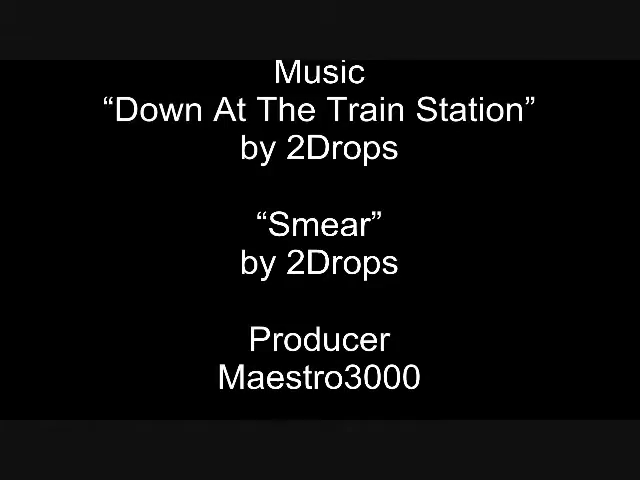 Music
“Down At The Train Station”
by 2Drops
“Smear”
by 2Drops
Producer
Maestro3000